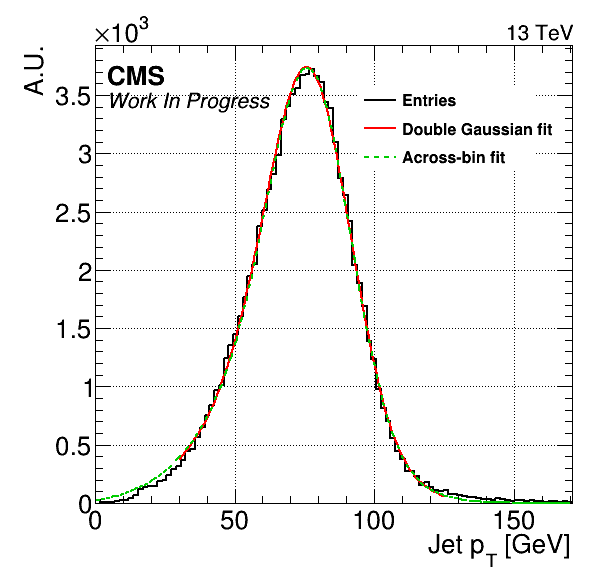 ×10³
13 TeV
A.U.
CMS
Work In Progress
Entries
Double Gaussian fit
Across-bin fit
3.5
3
2.5
2
1.5
1
0.5
0
0 50 100 150
Jet p_T [GeV]